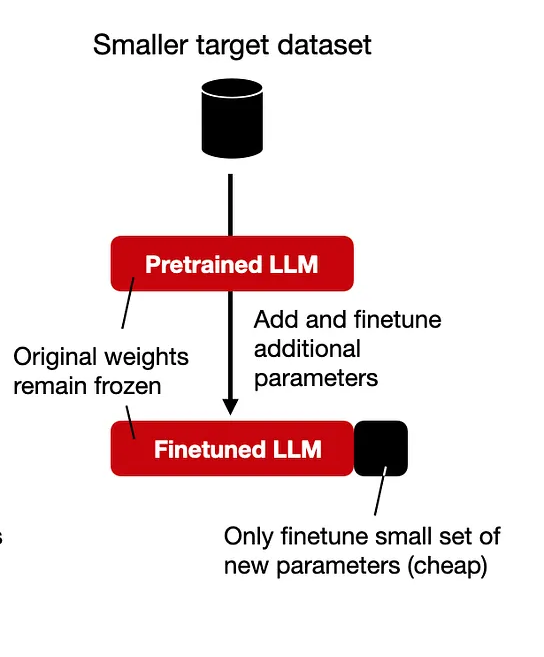 Smaller target dataset
Pretrained LLM
Add and finetune
additional
parameters
Original weights
remain frozen
Finetuned LLM
s
Only finetune small set of
new parameters (cheap)